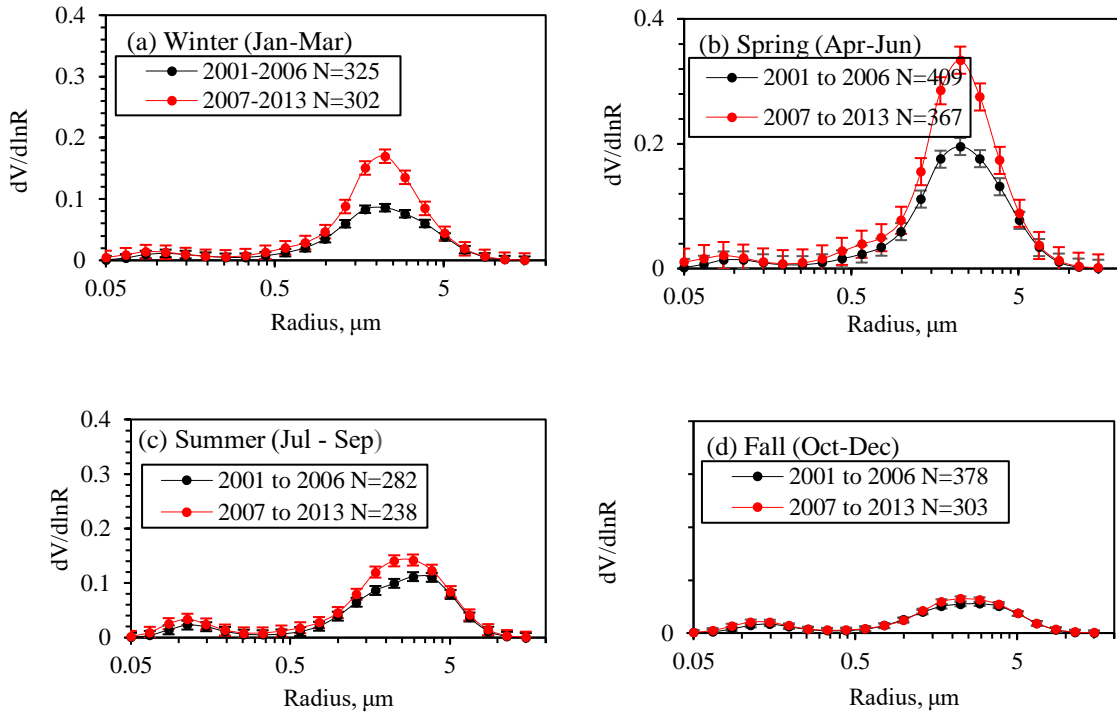 (a) Winter (Jan-Mar)
2001-2006 N=325
2007-2013 N=302
dV/dlnR
0.4
0.3
0.2
0.1
0
0.05
0.5
5
Radius, μm
(b) Spring (Apr-Jun)
2001 to 2006 N=409
2007 to 2013 N=367
dV/dlnR
0.4
0.2
0
0.05
0.5
5
Radius, μm
(c) Summer (Jul - Sep)
2001 to 2006 N=282
2007 to 2013 N=238
dV/dlnR
0.4
0.3
0.2
0.1
0
0.05
0.5
5
Radius, μm
(d) Fall (Oct-Dec)
2001 to 2006 N=378
2007 to 2013 N=303
dV/dlnR
0
0.05
0.5
5
Radius, μm